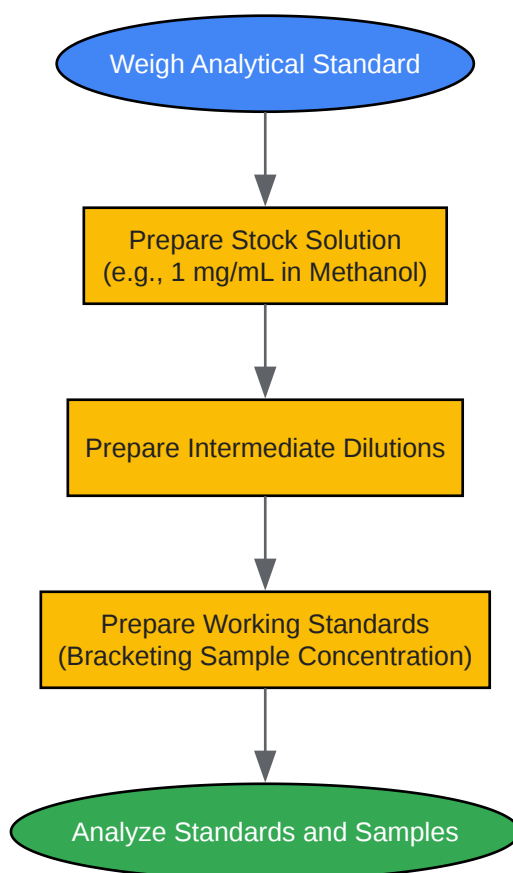 Weigh Analytical Standard
Prepare Stock Solution
(e.g., 1 mg/mL in Methanol)
Prepare Intermediate Dilutions
Prepare Working Standards
(Bracketing Sample Concentration)
Analyze Standards and Samples